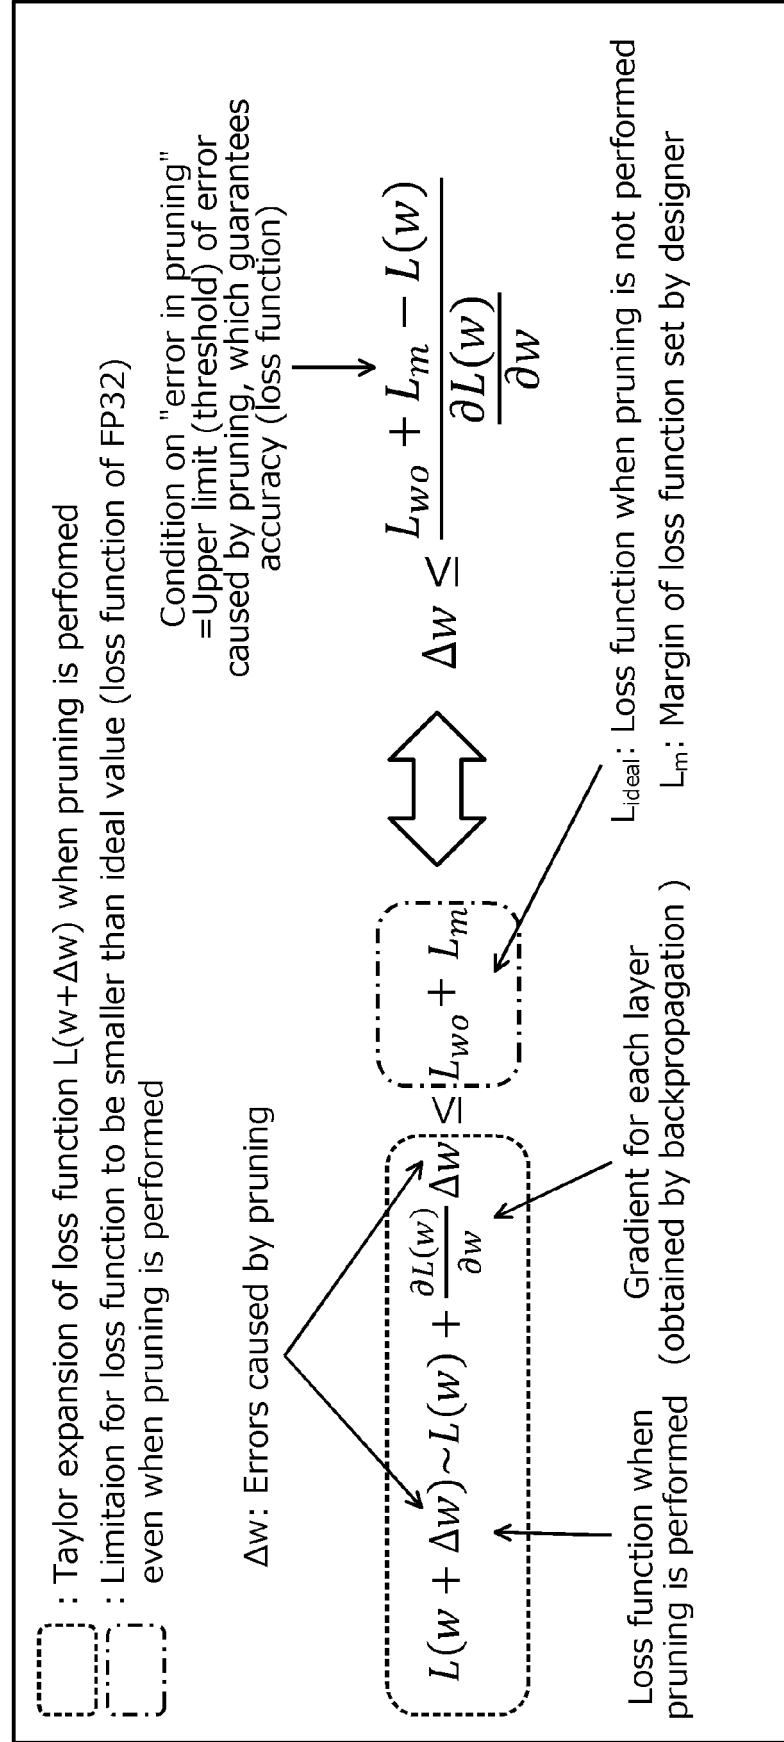 : Taylor expansion of loss function L(w+Δw) when pruning is perfomed
: Limitaion for loss function to be smaller than ideal value (loss function of FP32)
even when pruning is performed
Condition on "error in pruning"
=Upper limit (threshold) of error
caused by pruning, which guarantees
accuracy (loss function)
Δw: Errors caused by pruning
L(w + Δw)~L(w) + ∂L(w)/∂w Δw ≤ L_wo + L_m
Δw ≤ (L_wo + L_m − L(w)) / (∂L(w)/∂w)
Loss function when
pruning is performed
Gradient for each layer
(obtained by backpropagation )
L_ideal: Loss function when pruning is not performed
L_m: Margin of loss function set by designer